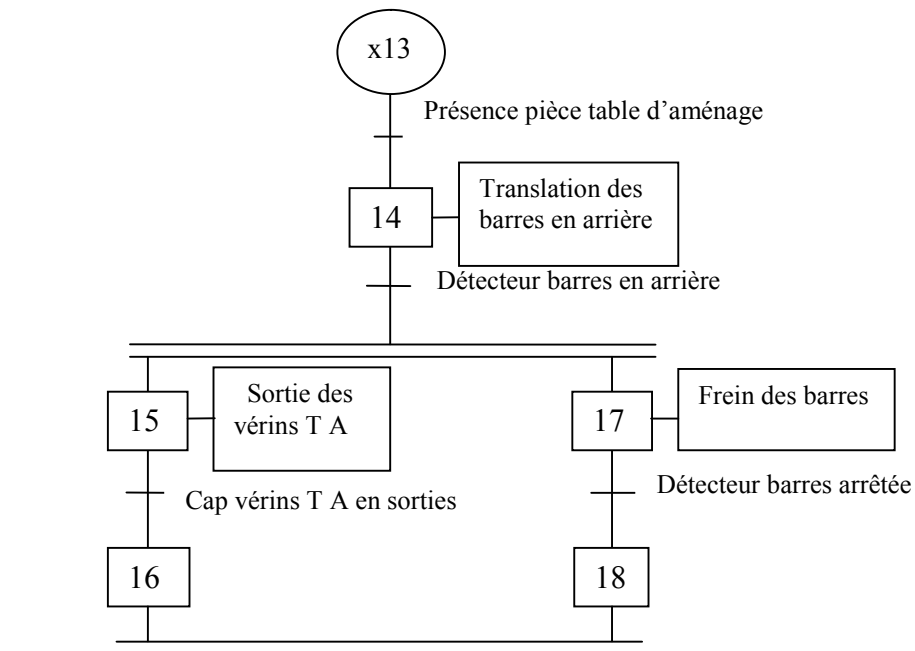 x13
Présence pièce table d’aménage
14
Translation des
barres en arrière
Détecteur barres en arrière
15
Sortie des
vérins T A
17
Frein des barres
Cap vérins T A en sorties
Détecteur barres arrêtée
16
18